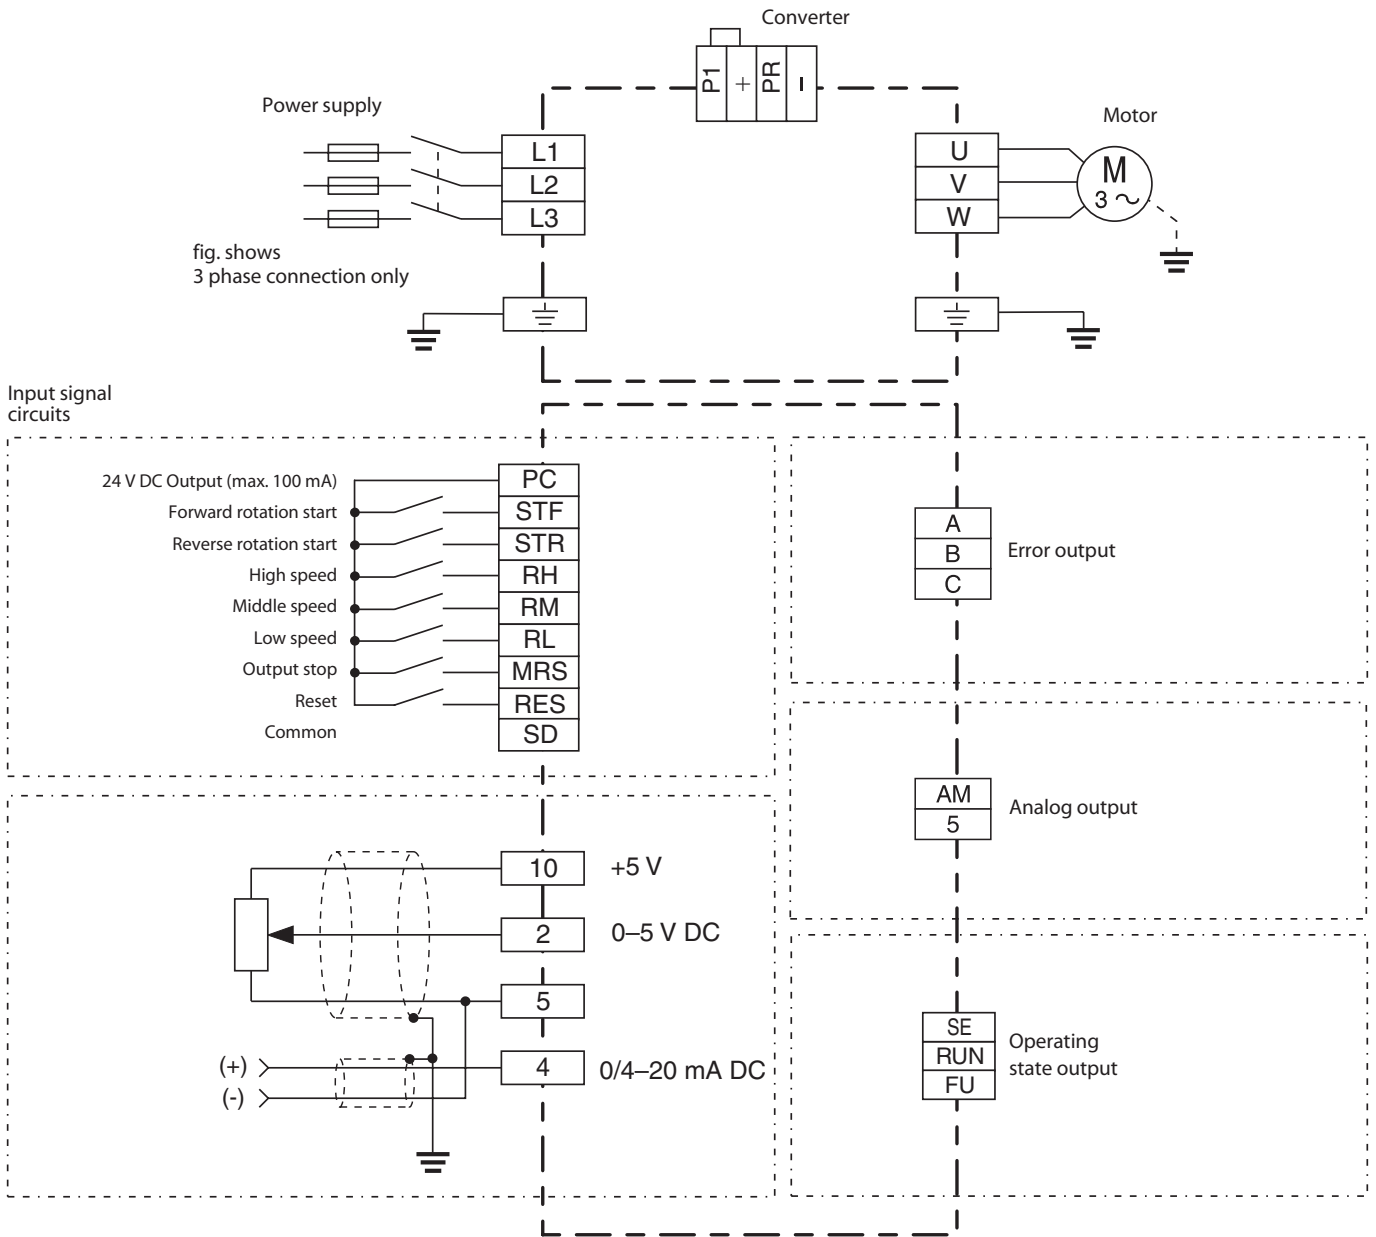 Converter
P1
+
PR
–
Power supply
Motor
L1
L2
L3
U
V
W
M
3 ~
fig. shows
3 phase connection only
Input signal
circuits
24 V DC Output (max. 100 mA)
PC
Forward rotation start
STF
Reverse rotation start
STR
High speed
RH
Middle speed
RM
Low speed
RL
Output stop
MRS
Reset
RES
Common
SD
A
B
C
Error output
AM
5
Analog output
10
+5 V
2
0–5 V DC
5
(+)
4
0/4–20 mA DC
(-)
SE
RUN
FU
Operating
state output